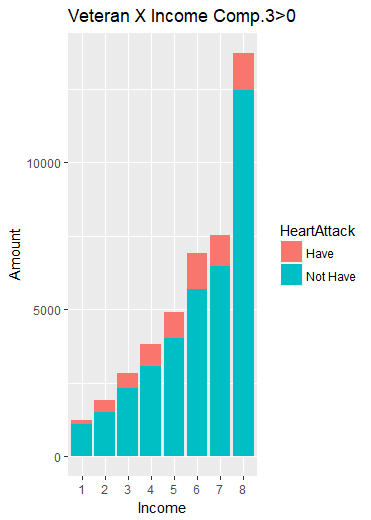 Veteran X Income Comp.3>0
Amount
10000
5000
0
1 2 3 4 5 6 7 8
Income
HeartAttack
Have
Not Have